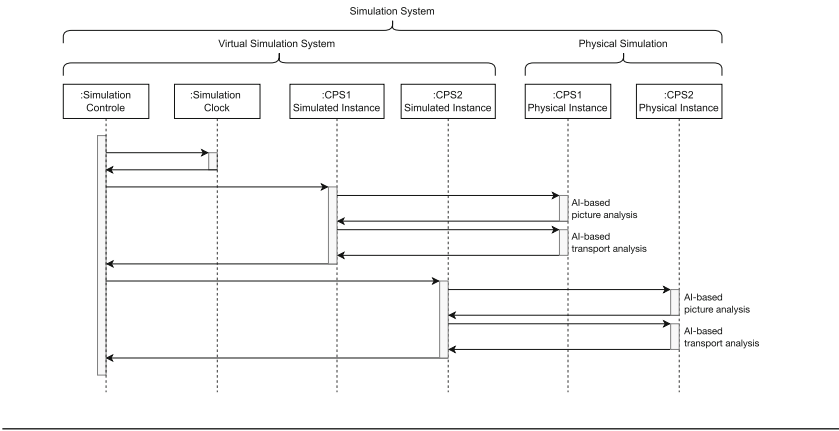 Simulation System
Virtual Simulation System
Physical Simulation
:Simulation
Controle
:Simulation
Clock
:CPS1
Simulated Instance
:CPS2
Simulated Instance
:CPS1
Physical Instance
:CPS2
Physical Instance
AI-based
picture analysis
AI-based
transport analysis
AI-based
picture analysis
AI-based
transport analysis